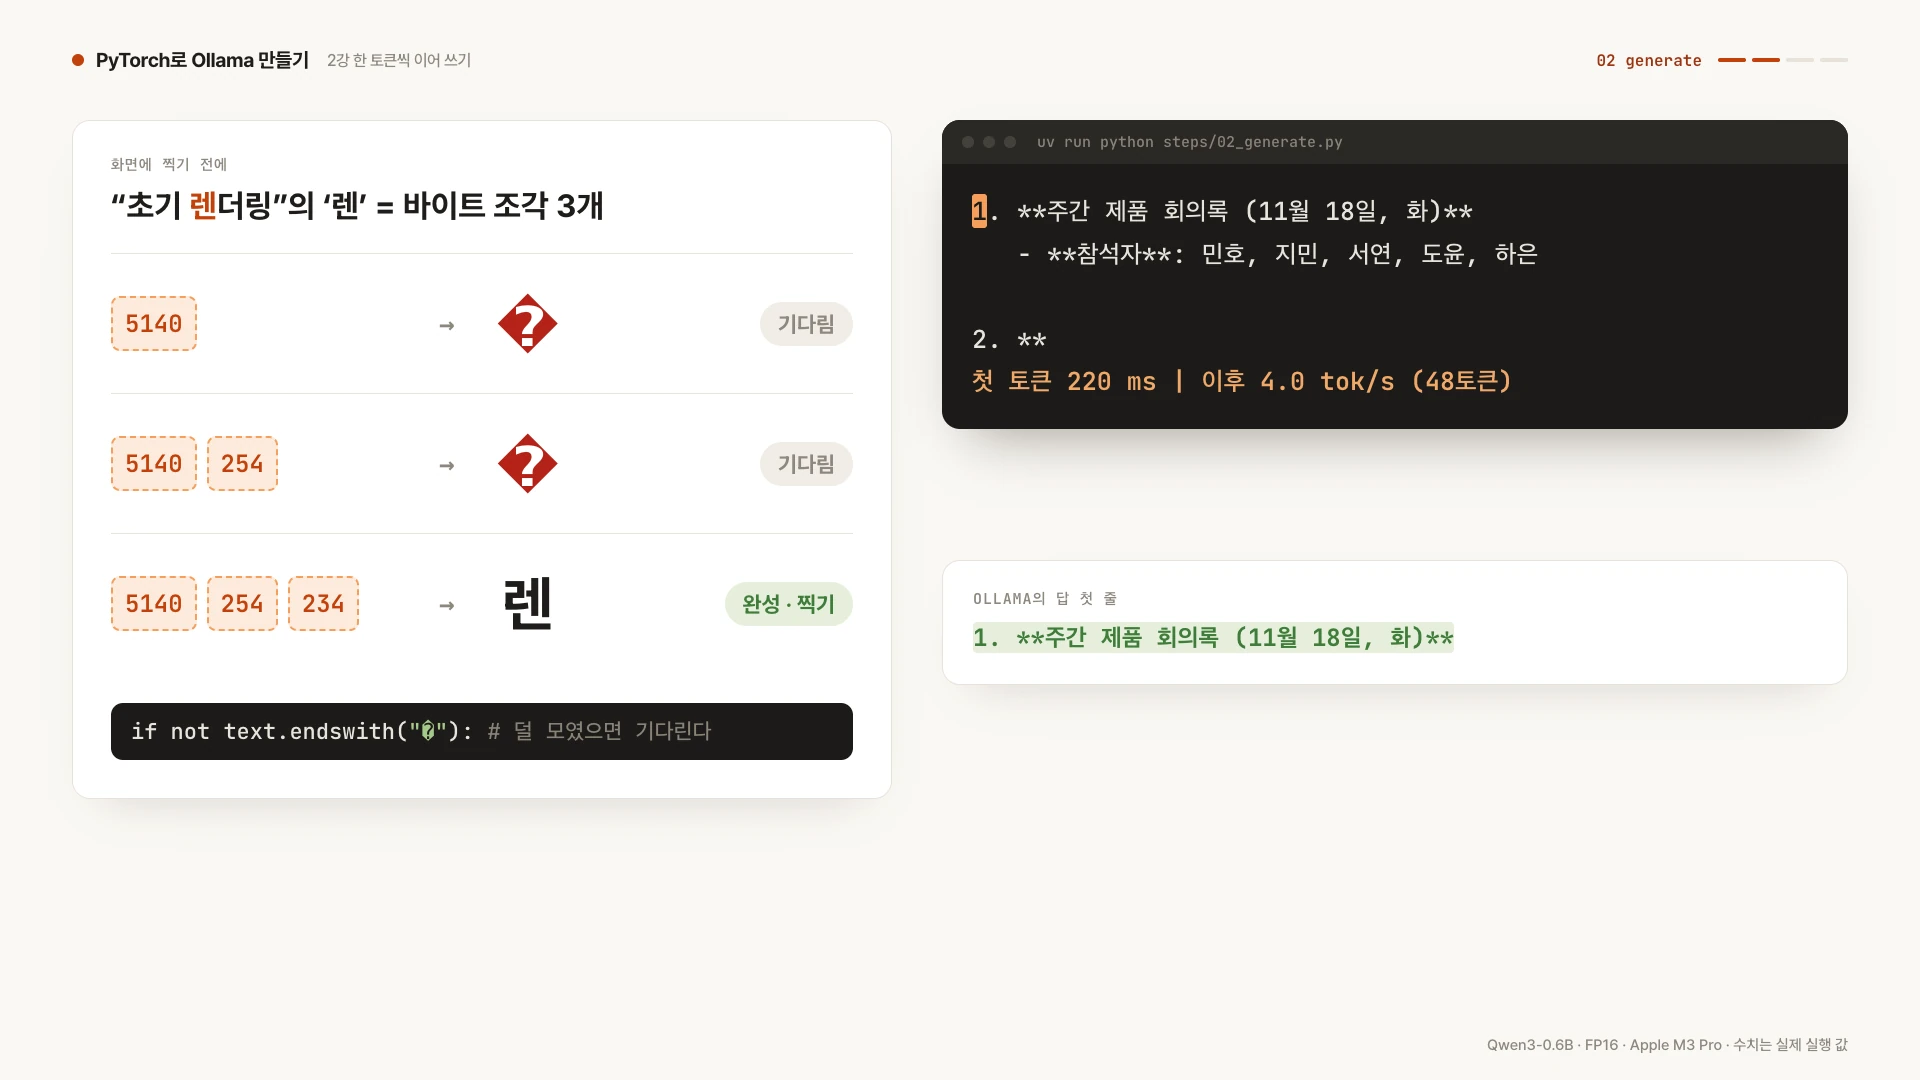 PyTorch로 Ollama 만들기 2강 한 토큰씩 이어 쓰기
02 generate
화면에 찍기 전에
“초기 렌더링”의 ‘렌’ = 바이트 조각 3개
5140 → � 기다림
5140 254 → � 기다림
5140 254 234 → 렌 완성 · 찍기
if not text.endswith("�"): # 덜 모였으면 기다린다
uv run python steps/02_generate.py
1. **주간 제품 회의록 (11월 18일, 화)**
- **참석자**: 민호, 지민, 서연, 도윤, 하은
2. **
첫 토큰 220 ms | 이후 4.0 tok/s (48토큰)
OLLAMA의 답 첫 줄
1. **주간 제품 회의록 (11월 18일, 화)**
Qwen3-0.6B · FP16 · Apple M3 Pro · 수치는 실제 실행 값